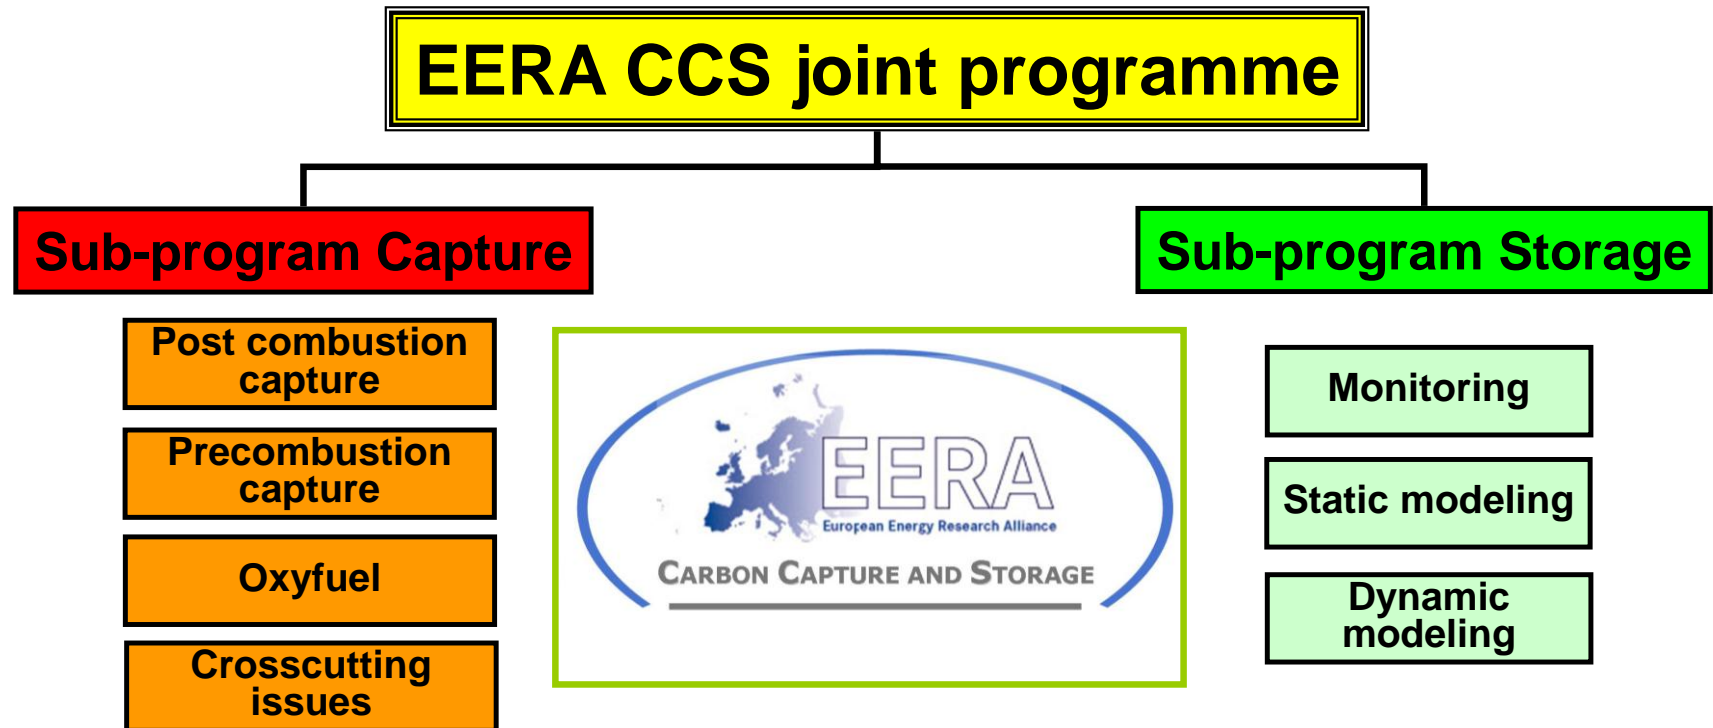 EERA CCS joint programme
Sub-program Capture
Sub-program Storage
Post combustion
capture
Precombustion
capture
Oxyfuel
Crosscutting
issues
EERA
European Energy Research Alliance
CARBON CAPTURE AND STORAGE
Monitoring
Static modeling
Dynamic
modeling